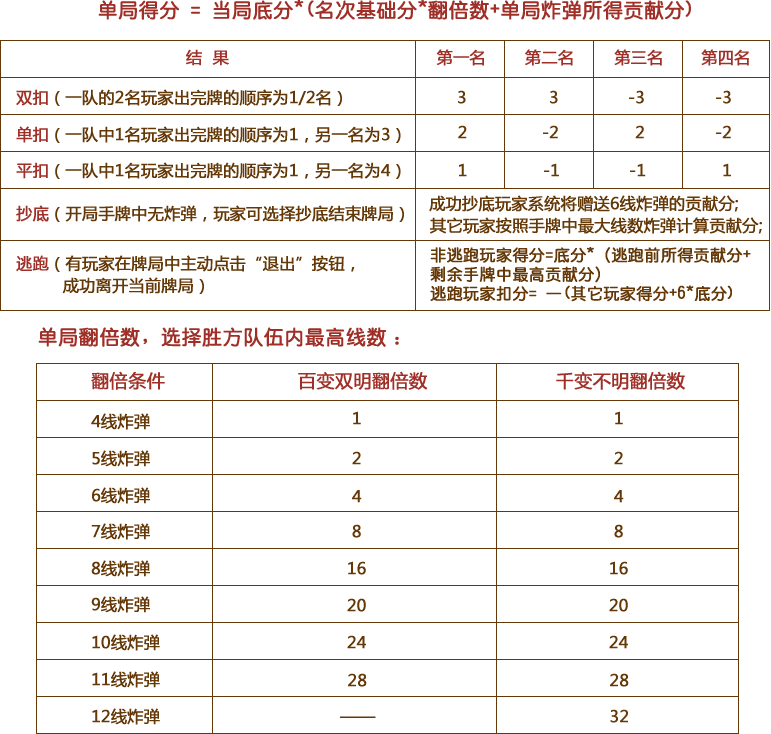 单局得分 = 当局底分*(名次基础分*翻倍数+单局炸弹所得贡献分)
结 果 第一名 第二名 第三名 第四名
双扣（一队的2名玩家出完牌的顺序为1/2名） 3 3 -3 -3
单扣（一队中1名玩家出完牌的顺序为1，另一名为3） 2 -2 2 -2
平扣（一队中1名玩家出完牌的顺序为1，另一名为4） 1 -1 -1 1
抄底（开局手牌中无炸弹，玩家可选择抄底结束牌局） 成功抄底玩家系统将赠送6线炸弹的贡献分;
其它玩家按照手牌中最大线数炸弹计算贡献分;
逃跑（有玩家在牌局中主动点击“退出”按钮，
成功离开当前牌局）
非逃跑玩家得分=底分*（逃跑前所得贡献分+
剩余手牌中最高贡献分）
逃跑玩家扣分= —(其它玩家得分+6*底分)
单局翻倍数，选择胜方队伍内最高线数：
翻倍条件 百变双明翻倍数 千变不明翻倍数
4线炸弹 1 1
5线炸弹 2 2
6线炸弹 4 4
7线炸弹 8 8
8线炸弹 16 16
9线炸弹 20 20
10线炸弹 24 24
11线炸弹 28 28
12线炸弹 —— 32